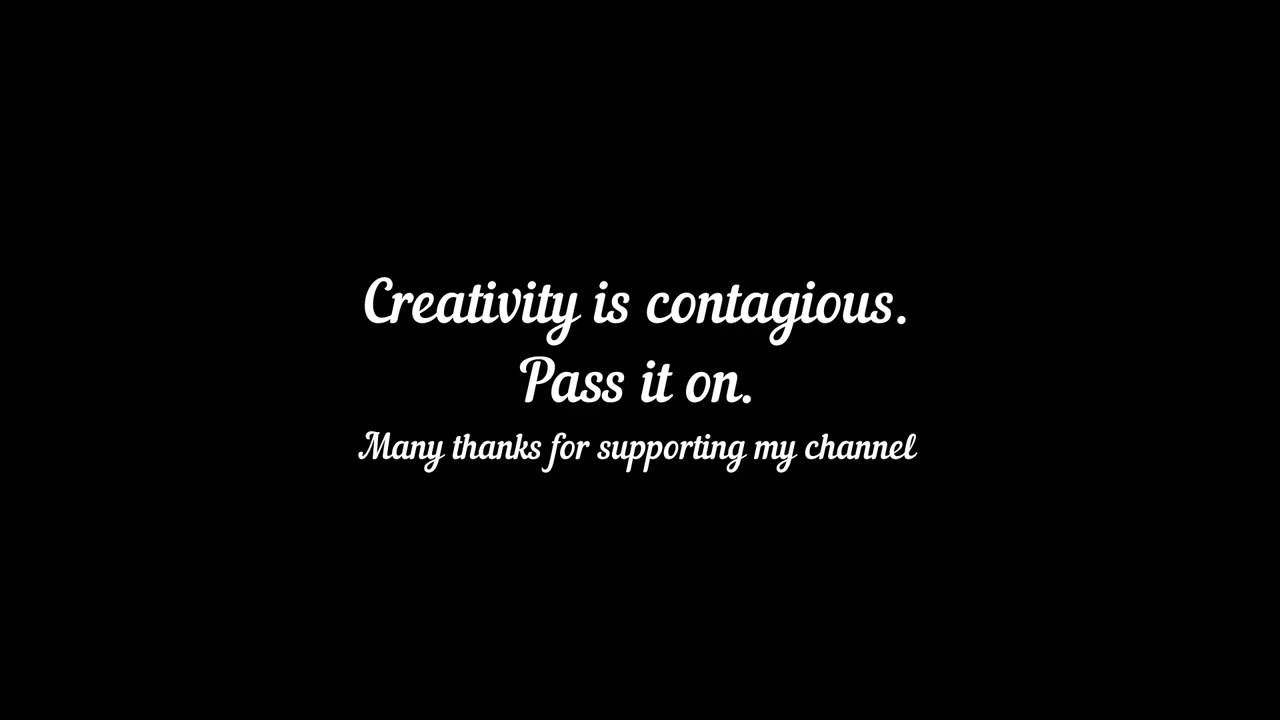 Creativity is contagious.
Pass it on.
Many thanks for supporting my channel